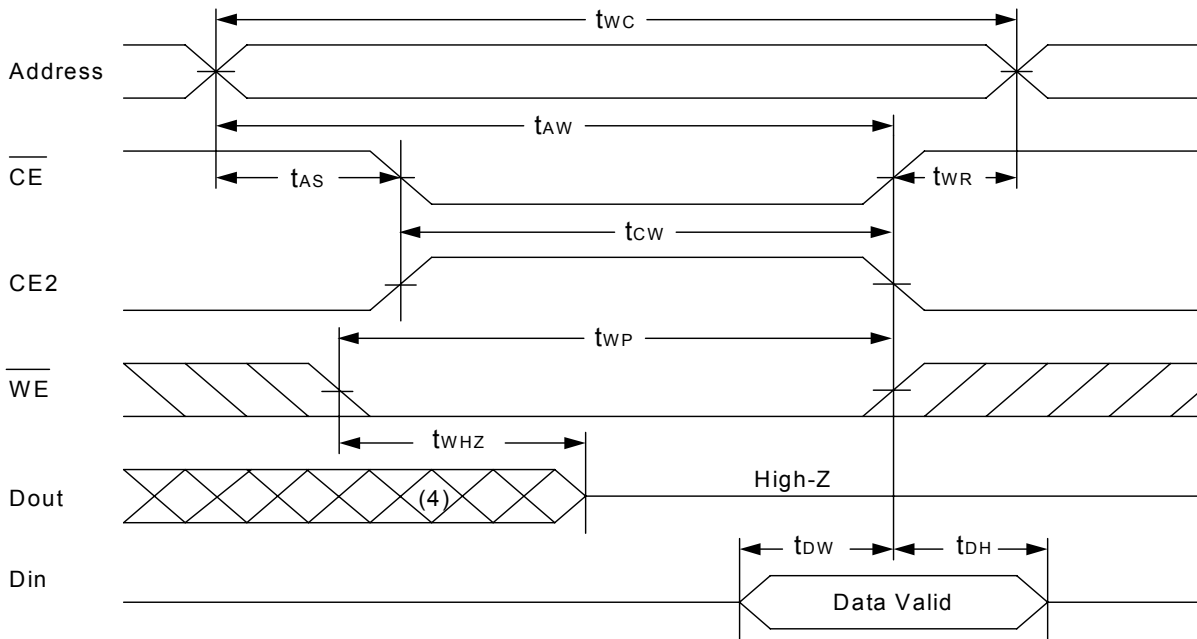 tWC
Address
tAW
CE
tAS
tWR
tCW
CE2
tWP
WE
tWHZ
Dout
(4)
High-Z
tDW
tDH
Din
Data Valid